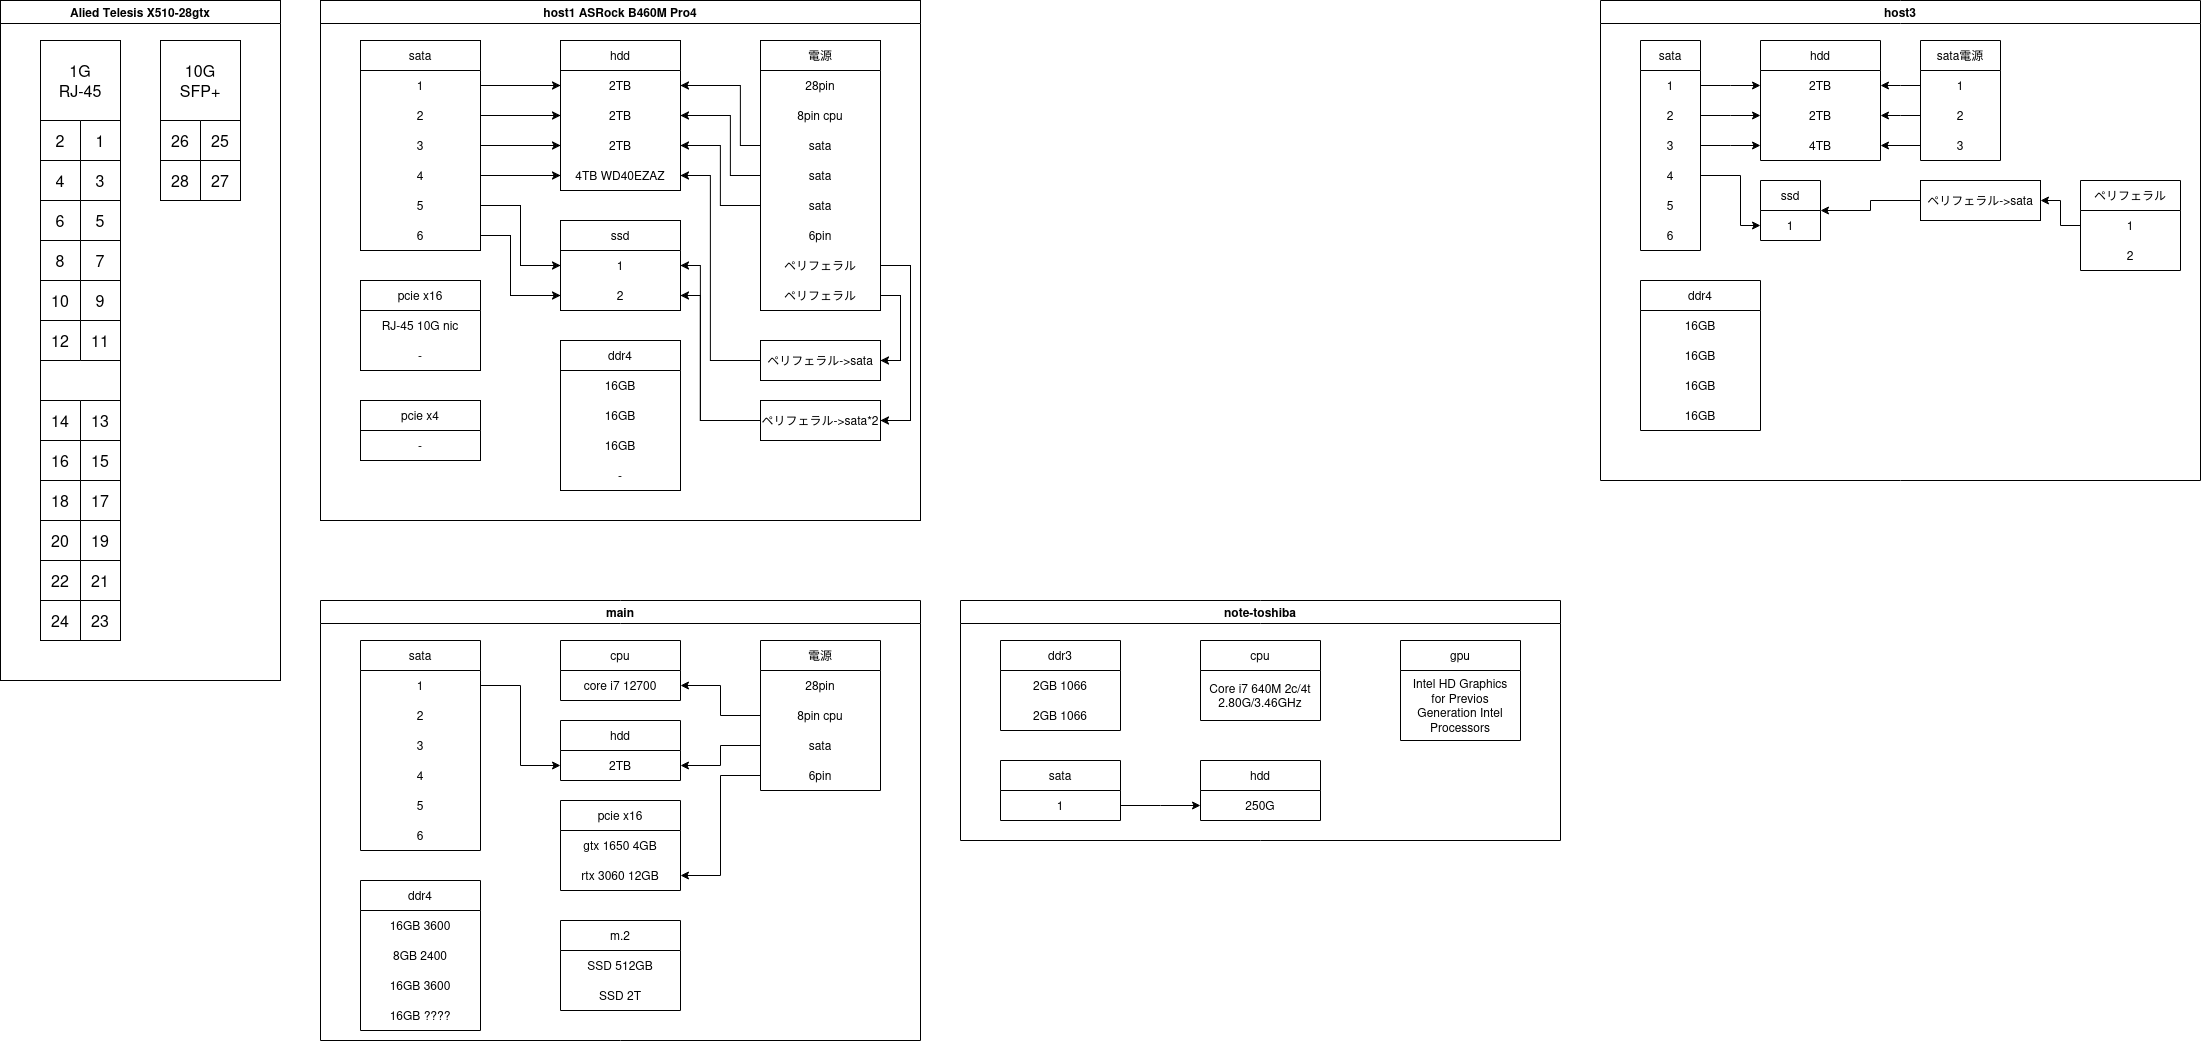 Alied Telesis X510-28gtx
1G
RJ-45
2 1
4 3
6 5
8 7
10 9
12 11
14 13
16 15
18 17
20 19
22 21
24 23
10G
SFP+
26 25
28 27
host1 ASRock B460M Pro4
sata
1
2
3
4
5
6
pcie x16
RJ-45 10G nic
-
pcie x4
-
hdd
2TB
2TB
2TB
4TB WD40EZAZ
ssd
1
2
ddr4
16GB
16GB
16GB
-
電源
28pin
8pin cpu
sata
sata
sata
6pin
ペリフェラル
ペリフェラル
ペリフェラル->sata
ペリフェラル->sata*2
host3
sata
1
2
3
4
5
6
hdd
2TB
2TB
4TB
sata電源
1
2
3
ssd
1
ペリフェラル->sata
ペリフェラル
1
2
ddr4
16GB
16GB
16GB
16GB
main
sata
1
2
3
4
5
6
ddr4
16GB 3600
8GB 2400
16GB 3600
16GB ????
cpu
core i7 12700
hdd
2TB
pcie x16
gtx 1650 4GB
rtx 3060 12GB
m.2
SSD 512GB
SSD 2T
電源
28pin
8pin cpu
sata
6pin
note-toshiba
ddr3
2GB 1066
2GB 1066
cpu
Core i7 640M 2c/4t
2.80G/3.46GHz
gpu
Intel HD Graphics
for Previos
Generation Intel
Processors
sata
1
hdd
250G